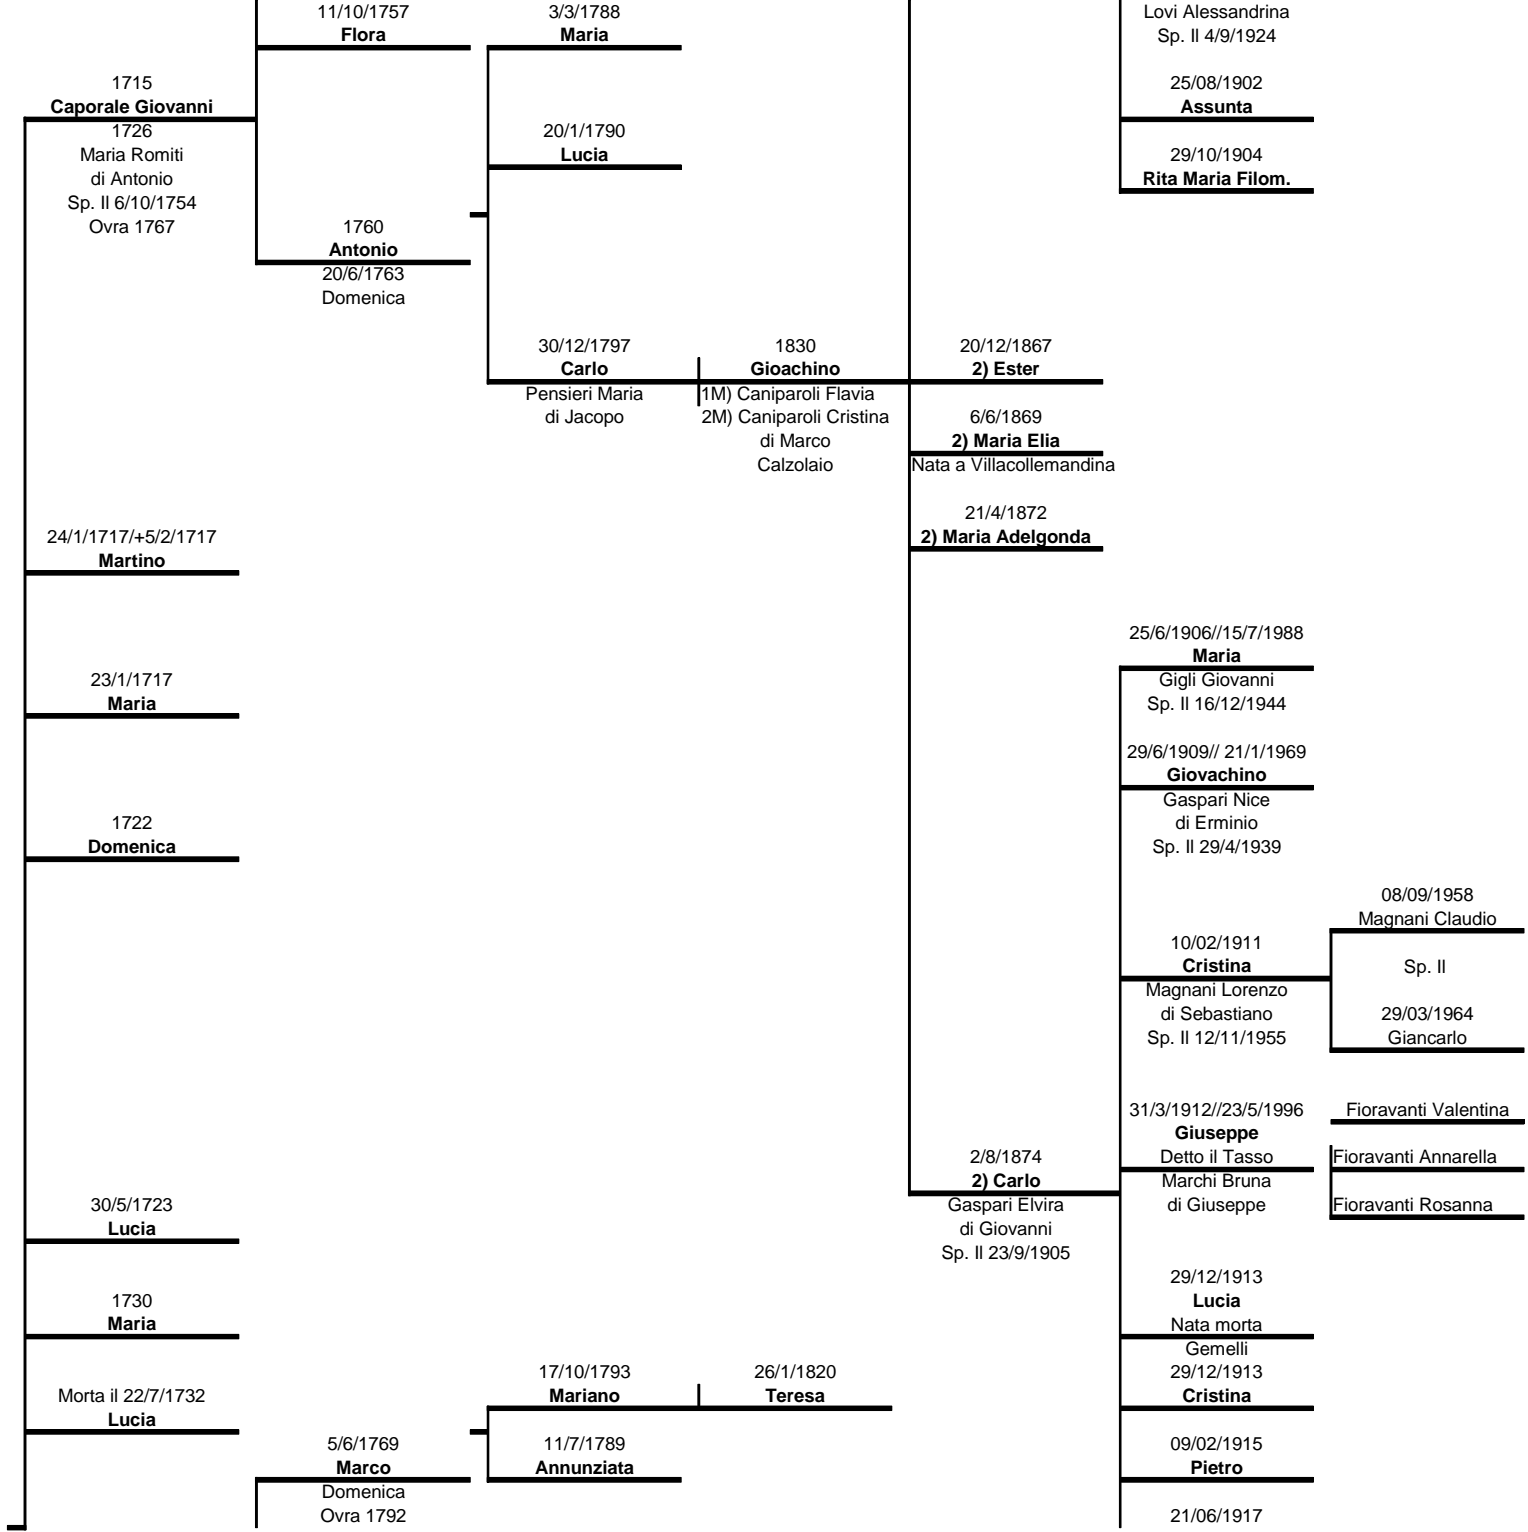 11/10/1757
Flora
3/3/1788
Maria
Lovi Alessandrina
Sp. Il 4/9/1924
1715
Caporale Giovanni
1726
Maria Romiti
di Antonio
Sp. Il 6/10/1754
Ovra 1767
25/08/1902
Assunta
20/1/1790
Lucia
29/10/1904
Rita Maria Filom.
1760
Antonio
20/6/1763
Domenica
30/12/1797
Carlo
Pensieri Maria
di Jacopo
1830
Gioachino
1M) Caniparoli Flavia
2M) Caniparoli Cristina
di Marco
Calzolaio
20/12/1867
2) Ester
6/6/1869
2) Maria Elia
Nata a Villacollemandina
21/4/1872
2) Maria Adelgonda
24/1/1717/+5/2/1717
Martino
25/6/1906//15/7/1988
Maria
Gigli Giovanni
Sp. Il 16/12/1944
23/1/1717
Maria
29/6/1909// 21/1/1969
Giovachino
Gaspari Nice
di Erminio
Sp. Il 29/4/1939
1722
Domenica
08/09/1958
Magnani Claudio
10/02/1911
Cristina
Magnani Lorenzo
di Sebastiano
Sp. Il 12/11/1955
Sp. Il
29/03/1964
Giancarlo
31/3/1912//23/5/1996
Giuseppe
Detto il Tasso
Marchi Bruna
di Giuseppe
Fioravanti Valentina
Fioravanti Annarella
Fioravanti Rosanna
2/8/1874
2) Carlo
Gaspari Elvira
di Giovanni
Sp. Il 23/9/1905
30/5/1723
Lucia
29/12/1913
Lucia
Nata morta
Gemelli
29/12/1913
Cristina
1730
Maria
17/10/1793
Mariano
26/1/1820
Teresa
Morta il 22/7/1732
Lucia
5/6/1769
Marco
Domenica
Ovra 1792
11/7/1789
Annunziata
09/02/1915
Pietro
21/06/1917